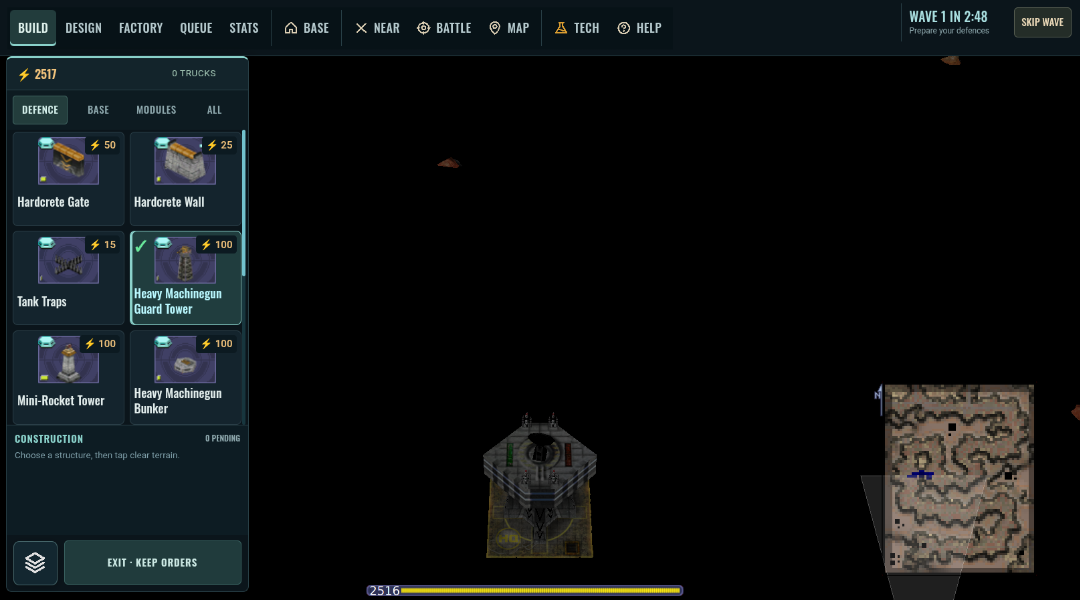 BUILD DESIGN FACTORY QUEUE STATS BASE NEAR BATTLE MAP TECH HELP
WAVE 1 IN 2:48
Prepare your defences
SKIP WAVE
2517
0 TRUCKS
DEFENCE BASE MODULES ALL
50
Hardcrete Gate
25
Hardcrete Wall
15
Tank Traps
100
Heavy Machinegun
Guard Tower
100
Mini-Rocket Tower
100
Heavy Machinegun
Bunker
CONSTRUCTION
0 PENDING
Choose a structure, then tap clear terrain.
EXIT · KEEP ORDERS
2516
N